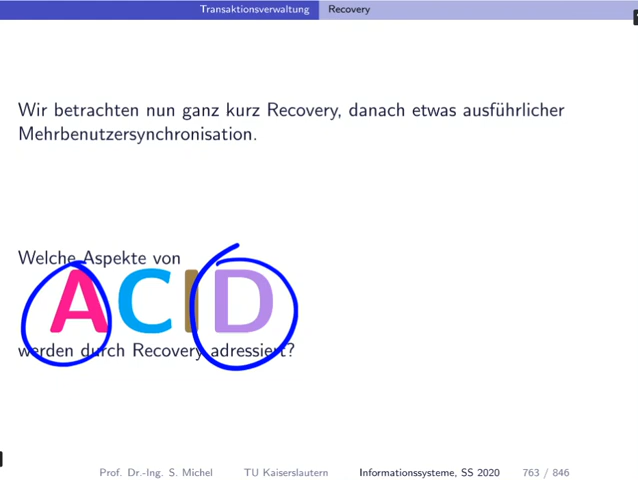 Transaktionsverwaltung Recovery
Wir betrachten nun ganz kurz Recovery, danach etwas ausführlicher
Mehrbenutzersynchronisation.
Welche Aspekte von
ACID
werden durch Recovery adressiert?
Prof. Dr.-Ing. S. Michel TU Kaiserslautern Informationssysteme, SS 2020 763 / 846